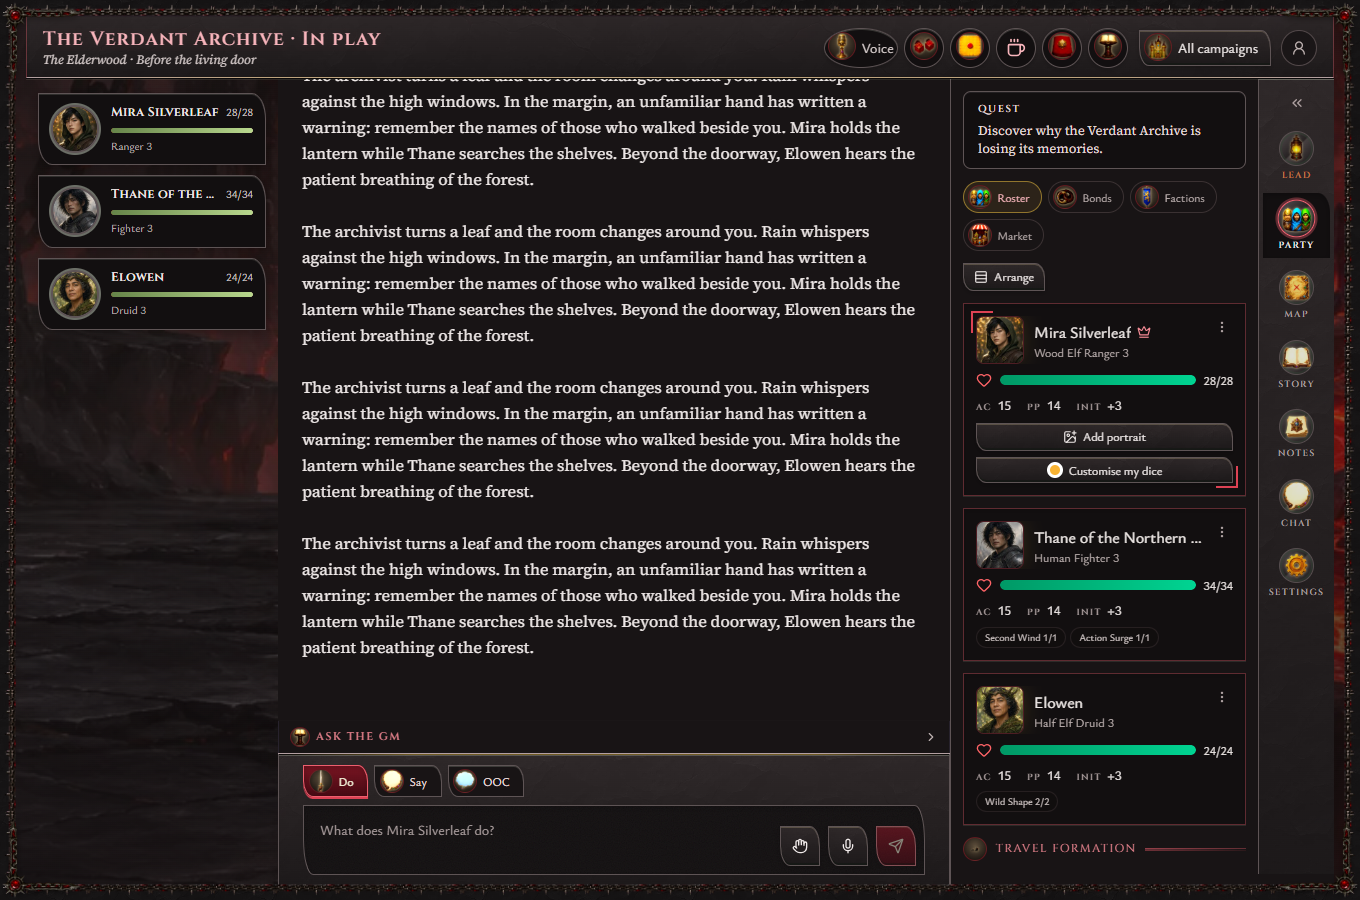 The Verdant Archive · In play
The Elderwood · Before the living door
Voice
All campaigns
Mira Silverleaf 28/28
Ranger 3
Thane of the ... 34/34
Fighter 3
Elowen 24/24
Druid 3
The archivist turns a leaf and the room changes around you. Rain whispers
against the high windows. In the margin, an unfamiliar hand has written a
warning: remember the names of those who walked beside you. Mira holds the
lantern while Thane searches the shelves. Beyond the doorway, Elowen hears the
patient breathing of the forest.
The archivist turns a leaf and the room changes around you. Rain whispers
against the high windows. In the margin, an unfamiliar hand has written a
warning: remember the names of those who walked beside you. Mira holds the
lantern while Thane searches the shelves. Beyond the doorway, Elowen hears the
patient breathing of the forest.
The archivist turns a leaf and the room changes around you. Rain whispers
against the high windows. In the margin, an unfamiliar hand has written a
warning: remember the names of those who walked beside you. Mira holds the
lantern while Thane searches the shelves. Beyond the doorway, Elowen hears the
patient breathing of the forest.
The archivist turns a leaf and the room changes around you. Rain whispers
against the high windows. In the margin, an unfamiliar hand has written a
warning: remember the names of those who walked beside you. Mira holds the
lantern while Thane searches the shelves. Beyond the doorway, Elowen hears the
patient breathing of the forest.
ASK THE GM
Do
Say
OOC
What does Mira Silverleaf do?
QUEST
Discover why the Verdant Archive is
losing its memories.
Roster
Bonds
Factions
Market
Arrange
Mira Silverleaf
Wood Elf Ranger 3
28/28
AC 15 PP 14 INIT +3
Add portrait
Customise my dice
Thane of the Northern ...
Human Fighter 3
34/34
AC 15 PP 14 INIT +3
Second Wind 1/1
Action Surge 1/1
Elowen
Half Elf Druid 3
24/24
AC 15 PP 14 INIT +3
Wild Shape 2/2
TRAVEL FORMATION
LEAD
PARTY
MAP
STORY
NOTES
CHAT
SETTINGS